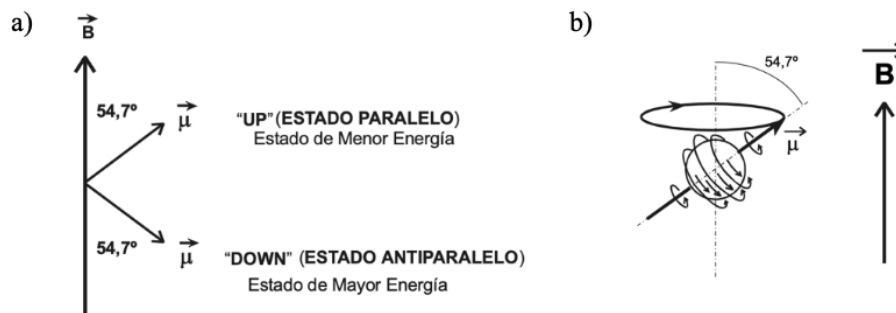 a)
B
54,7º
μ
"UP" (ESTADO PARALELO)
Estado de Menor Energía
54,7º
μ
"DOWN" (ESTADO ANTIPARALELO)
Estado de Mayor Energía
b)
54,7º
μ
B